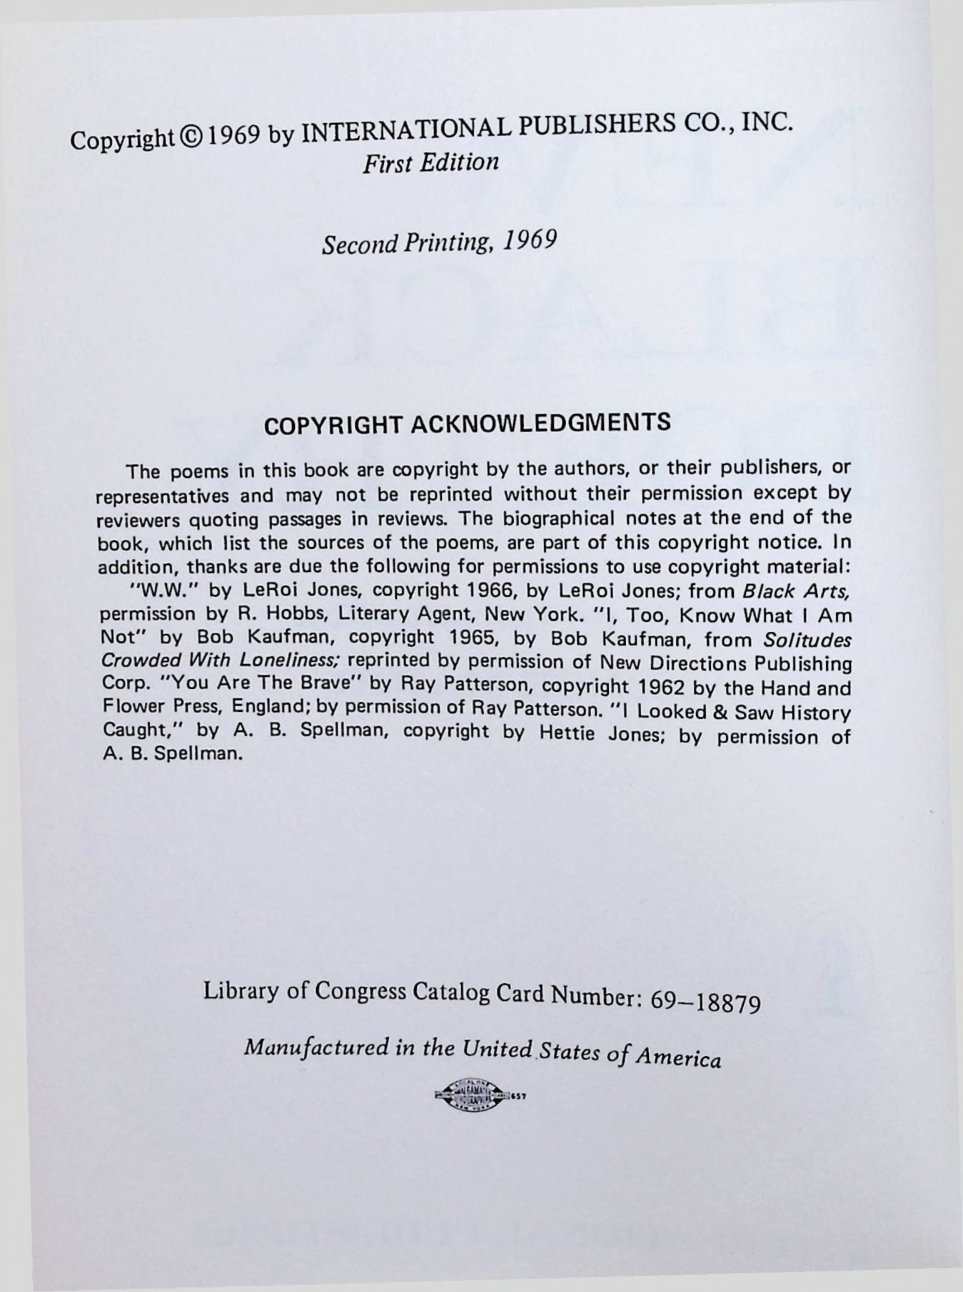 Copyright © 1969 by INTERNATIONAL PUBLISHERS CO., INC.
First Edition
Second Printing, 1969
COPYRIGHT ACKNOWLEDGMENTS
The poems in this book are copyright by the authors, or their publishers, or
representatives and may not be reprinted without their permission except by
reviewers quoting passages in reviews. The biographical notes at the end of the
book, which list the sources of the poems, are part of this copyright notice. In
addition, thanks are due the following for permissions to use copyright material:
"W.W." by LeRoi Jones, copyright 1966, by LeRoi Jones; from Black Arts,
permission by R. Hobbs, Literary Agent, New York. "I, Too, Know What I Am
Not" by Bob Kaufman, copyright 1965, by Bob Kaufman, from Solitudes
Crowded With Loneliness; reprinted by permission of New Directions Publishing
Corp. "You Are The Brave" by Ray Patterson, copyright 1962 by the Hand and
Flower Press, England; by permission of Ray Patterson. "I Looked & Saw History
Caught," by A. B. Spellman, copyright by Hettie Jones; by permission of
A. B. Spellman.
Library of Congress Catalog Card Number: 69–18879
Manufactured in the United States of America
657